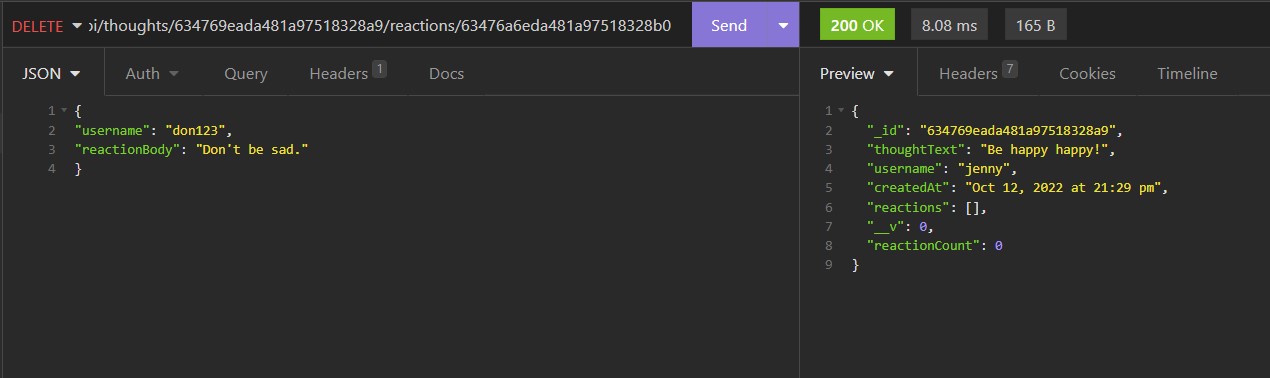 DELETE ▼ pi/thoughts/634769eada481a97518328a9/reactions/63476a6eda481a97518328b0 Send ▼ 200 OK 8.08 ms 165 B
JSON ▼ Auth ▼ Query Headers 1 Docs Preview ▼ Headers 7 Cookies Timeline
1 {
2 "username": "don123",
3 "reactionBody": "Don't be sad."
4 }
1 {
2 "_id": "634769eada481a97518328a9",
3 "thoughtText": "Be happy happy!",
4 "username": "jenny",
5 "createdAt": "Oct 12, 2022 at 21:29 pm",
6 "reactions": [],
7 "__v": 0,
8 "reactionCount": 0
9 }